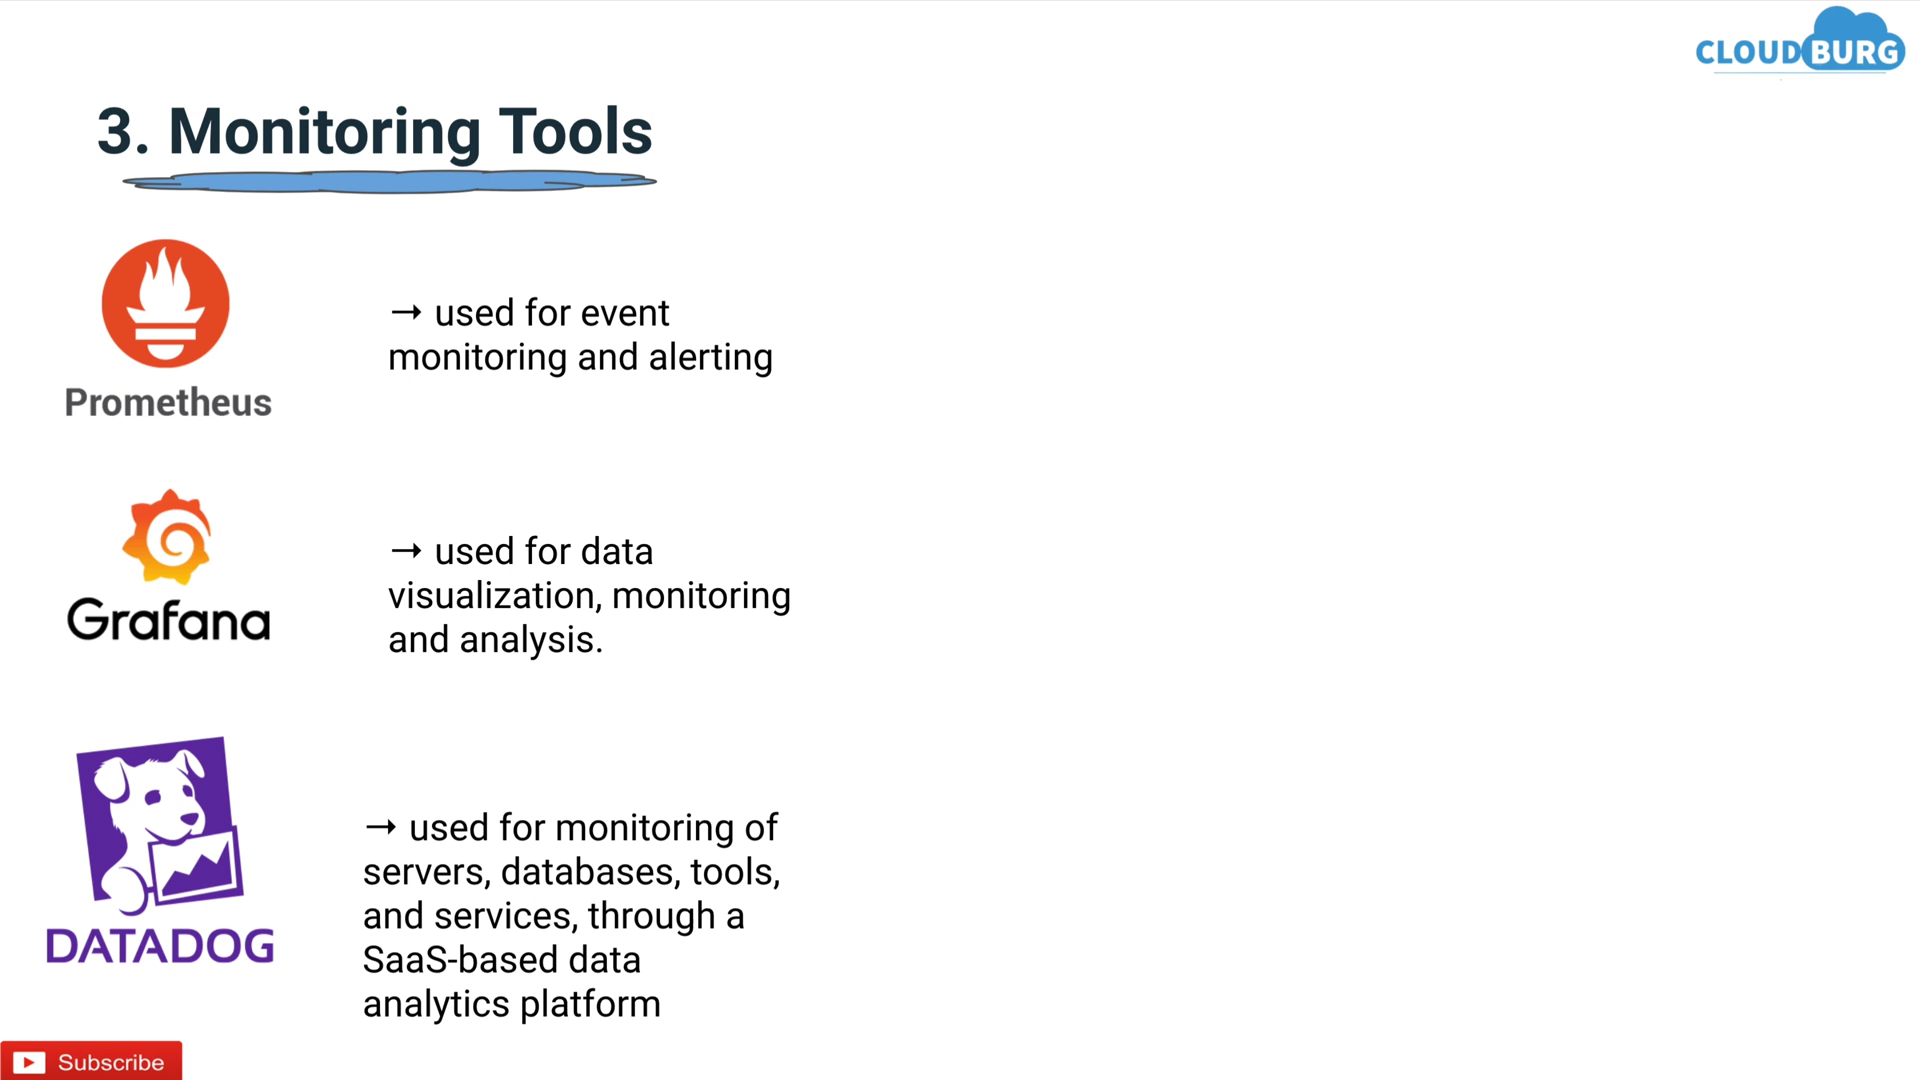 CLOUDBURG
3. Monitoring Tools
Prometheus
→ used for event
monitoring and alerting
Grafana
→ used for data
visualization, monitoring
and analysis.
DATADOG
→ used for monitoring of
servers, databases, tools,
and services, through a
SaaS-based data
analytics platform
Subscribe